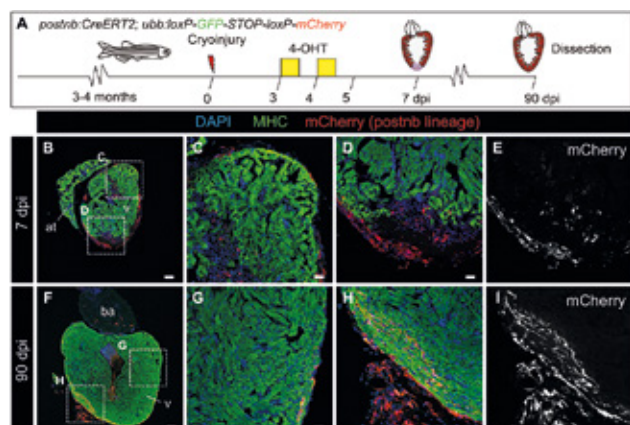 A postnb:CreERT2; ubb:loxP-GFP-STOP-loxP-mCherry
Cryoinjury
4-OHT
Dissection
3-4 months
0 3 4 5 7 dpi 90 dpi
DAPI MHC mCherry (postnb lineage)
7 dpi
B C D E mCherry
C
at
D
v
90 dpi
F G H I mCherry
ba
G
H
v